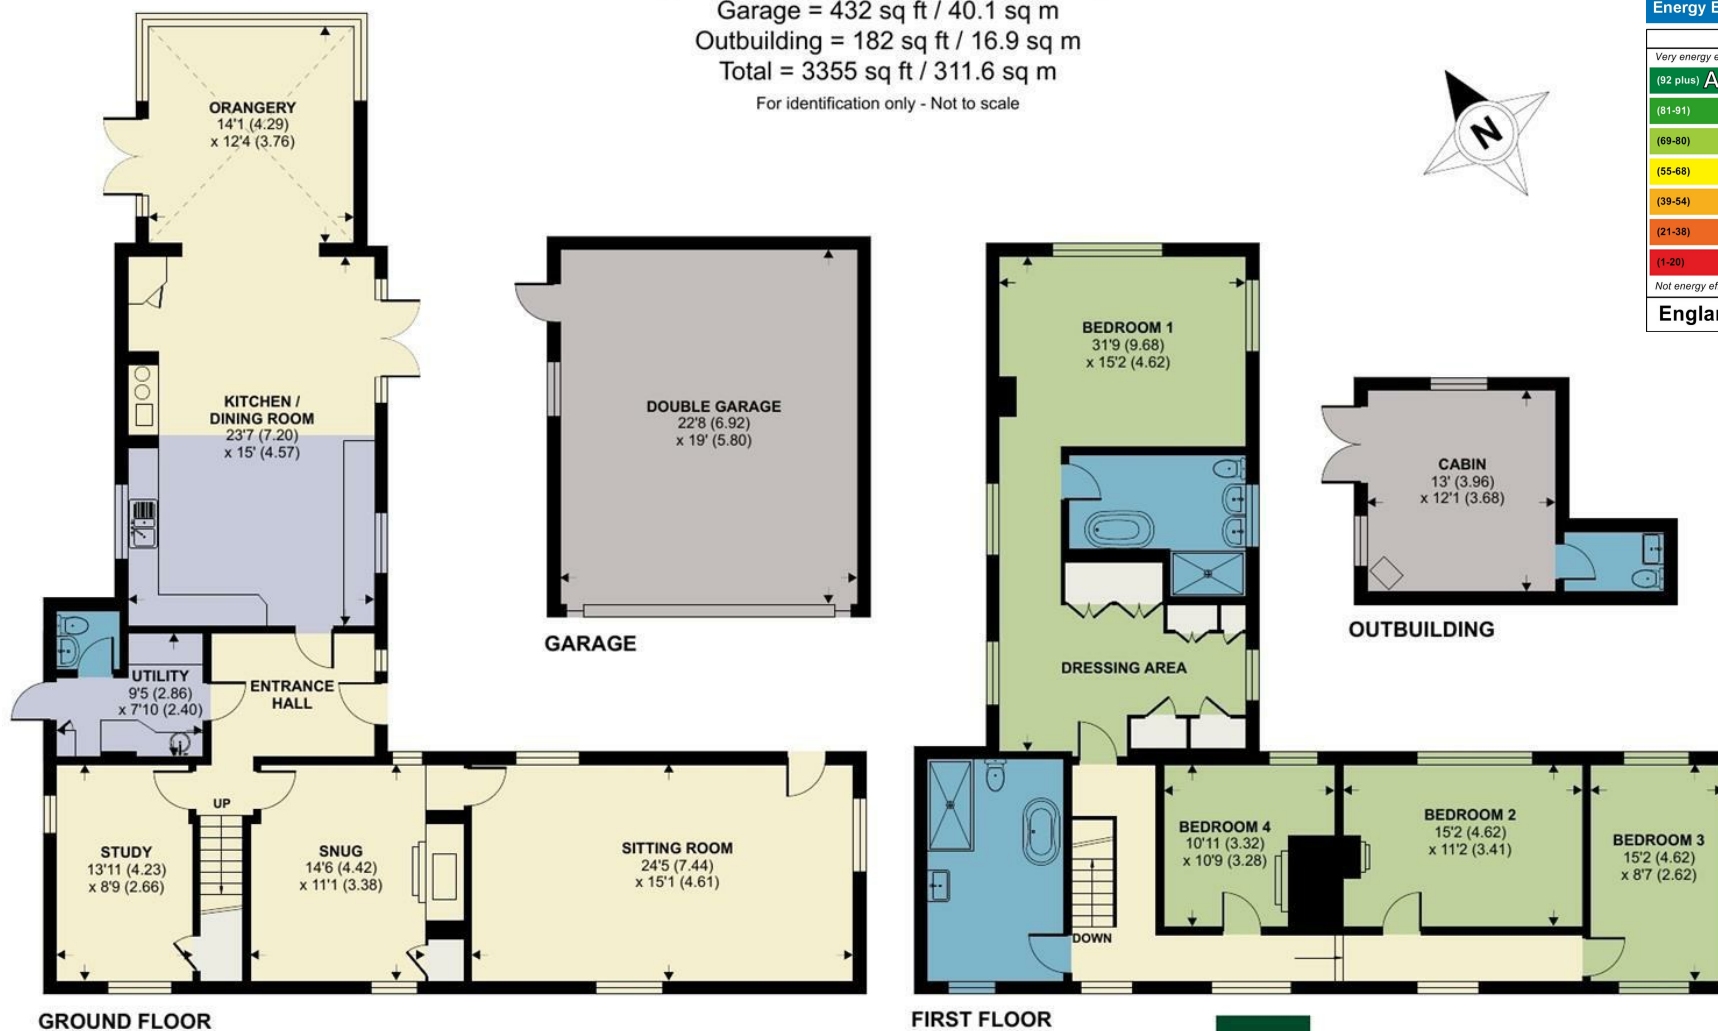 Garage = 432 sq ft / 40.1 sq m
Outbuilding = 182 sq ft / 16.9 sq m
Total = 3355 sq ft / 311.6 sq m
For identification only - Not to scale
N
Energy E
Very energy e
(92 plus) A
(81-91)
(69-80)
(55-68)
(39-54)
(21-38)
(1-20)
Not energy ef
Englan
ORANGERY
14'1 (4.29)
x 12'4 (3.76)
KITCHEN /
DINING ROOM
23'7 (7.20)
x 15' (4.57)
UTILITY
9'5 (2.86)
x 7'10 (2.40)
ENTRANCE
HALL
UP
STUDY
13'11 (4.23)
x 8'9 (2.66)
SNUG
14'6 (4.42)
x 11'1 (3.38)
SITTING ROOM
24'5 (7.44)
x 15'1 (4.61)
GROUND FLOOR
DOUBLE GARAGE
22'8 (6.92)
x 19' (5.80)
GARAGE
BEDROOM 1
31'9 (9.68)
x 15'2 (4.62)
DRESSING AREA
DOWN
BEDROOM 4
10'11 (3.32)
x 10'9 (3.28)
BEDROOM 2
15'2 (4.62)
x 11'2 (3.41)
BEDROOM 3
15'2 (4.62)
x 8'7 (2.62)
FIRST FLOOR
CABIN
13' (3.96)
x 12'1 (3.68)
OUTBUILDING